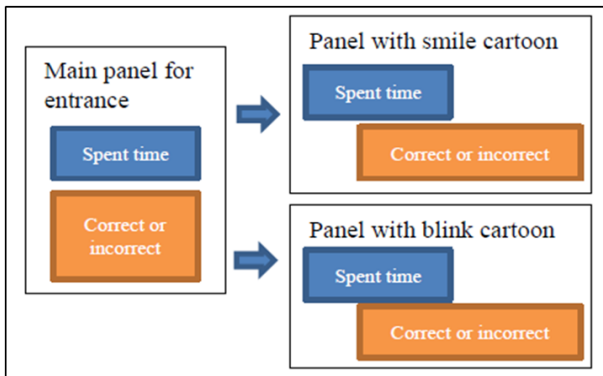 Main panel for
entrance
Spent time
Correct or
incorrect
Panel with smile cartoon
Spent time
Correct or incorrect
Panel with blink cartoon
Spent time
Correct or incorrect